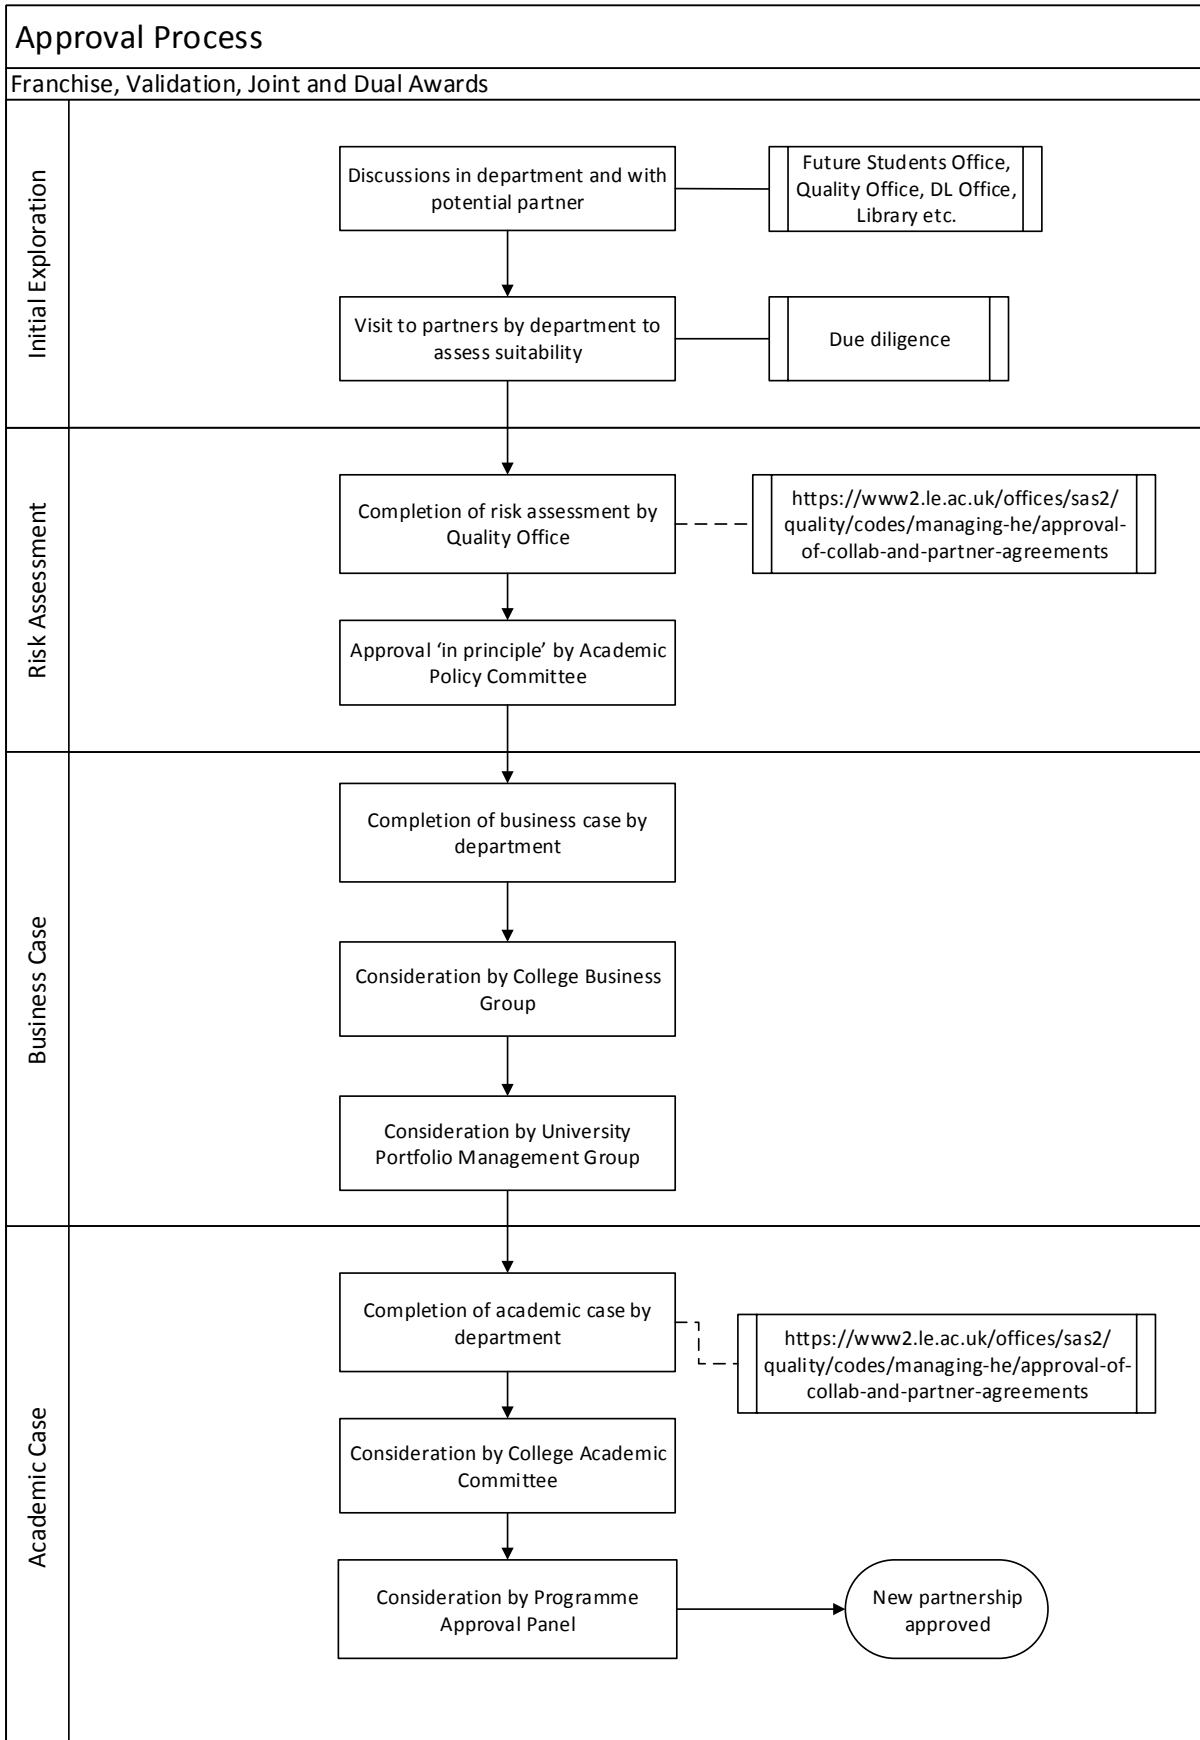 Approval Process
Franchise, Validation, Joint and Dual Awards
Initial Exploration
Discussions in department and with
potential partner
Future Students Office,
Quality Office, DL Office,
Library etc.
Visit to partners by department to
assess suitability
Due diligence
Risk Assessment
Completion of risk assessment by
Quality Office
https://www2.le.ac.uk/offices/sas2/
quality/codes/managing-he/approval-
of-collab-and-partner-agreements
Approval ‘in principle’ by Academic
Policy Committee
Business Case
Completion of business case by
department
Consideration by College Business
Group
Consideration by University
Portfolio Management Group
Academic Case
Completion of academic case by
department
https://www2.le.ac.uk/offices/sas2/
quality/codes/managing-he/approval-of-
collab-and-partner-agreements
Consideration by College Academic
Committee
Consideration by Programme
Approval Panel
New partnership
approved